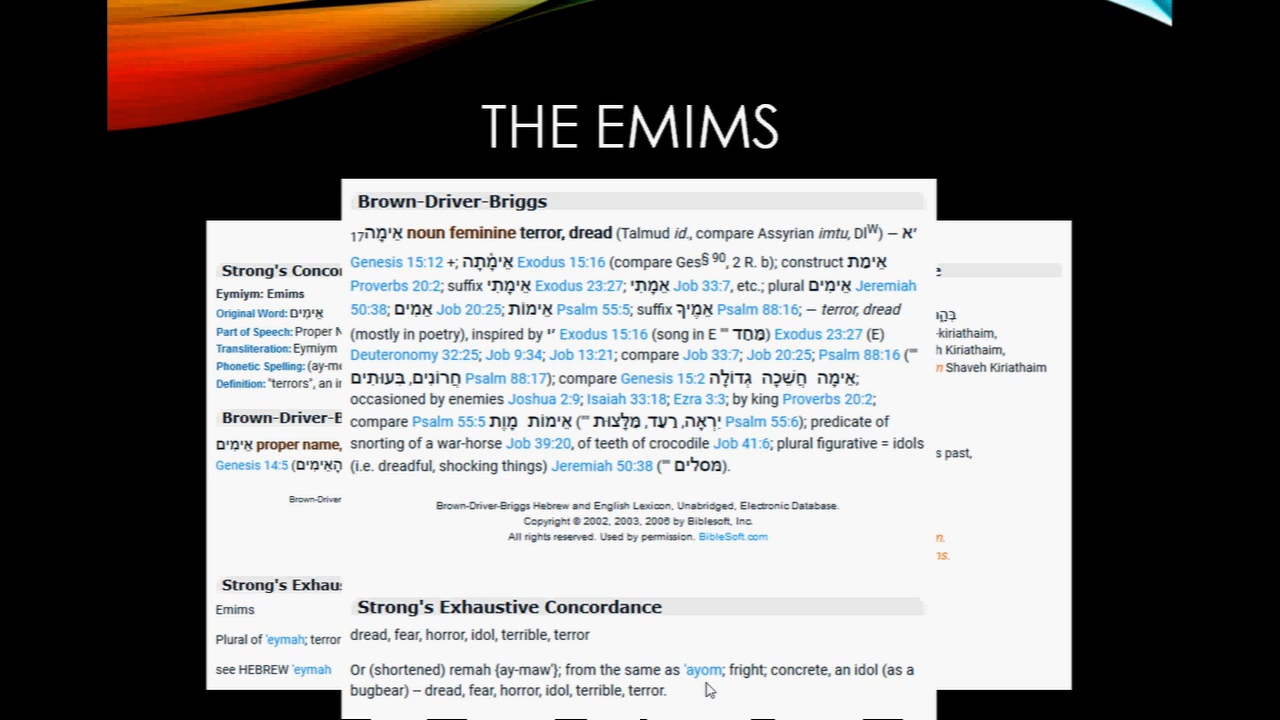 THE EMIMS
Brown-Driver-Briggs
17אֵימָה noun feminine terror, dread (Talmud id., compare Assyrian imtu, DlW) — א׳
Genesis 15:12 +; אֵימָ֫תָה Exodus 15:16 (compare Ges§ 90, 2 R. b); construct אֵימַת
Proverbs 20:2; suffix אֵימָתִי Exodus 23:27; אֵמָתִי Job 33:7, etc.; plural אֵימִים Jeremiah
50:38; אֵמִים Job 20:25; אֵימוֺת Psalm 55:5; suffix אֵמֶיךָ Psalm 88:16; — terror, dread
(mostly in poetry), inspired by י׳ Exodus 15:16 (song in E "" מַּחַד) Exodus 23:27 (E)
Deuteronomy 32:25; Job 9:34; Job 13:21; compare Job 33:7; Job 20:25; Psalm 88:16 (""
חֲרוֺנִים, בִּעוּתִים Psalm 88:17); compare Genesis 15:2 אֵימָה חֲשֵׁכָה גְדוֺלָה;
occasioned by enemies Joshua 2:9; Isaiah 33:18; Ezra 3:3; by king Proverbs 20:2;
compare Psalm 55:5 אֵימוֺת מָוֶת ("" יִרְאָה, רַעַד, מַּלָּצוּת Psalm 55:6); predicate of
snorting of a war-horse Job 39:20, of teeth of crocodile Job 41:6; plural figurative = idols
(i.e. dreadful, shocking things) Jeremiah 50:38 ("" מּסלים).
Brown-Driver-Briggs Hebrew and English Lexicon, Unabridged, Electronic Database.
Copyright © 2002, 2003, 2006 by Biblesoft, Inc.
All rights reserved. Used by permission. BibleSoft.com
Strong's Exhaustive Concordance
dread, fear, horror, idol, terrible, terror
Or (shortened) remah {ay-maw'}; from the same as 'ayom; fright; concrete, an idol (as a
bugbear) -- dread, fear, horror, idol, terrible, terror.
Strong's Concor
Eymiym: Emims
Original Word: אֵימִים
Part of Speech: Proper N
Transliteration: Eymiym
Phonetic Spelling: (ay-m
Definition: "terrors", an i
Brown-Driver-B
אֵימִים proper name,
Genesis 14:5 (הָאֵימִים
Brown-Driver
Strong's Exhaus
Emims
Plural of 'eymah; terror
see HEBREW 'eymah
e
בְּהָ
-kiriathaim,
h Kiriathaim,
n Shaveh Kiriathaim
s past,
n.
ns.